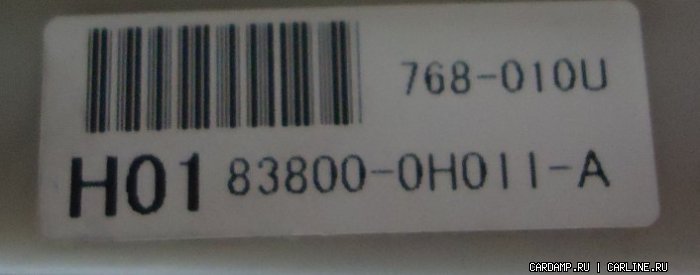 768-010U
H01 83800-0H011-A
CARDAMP.RU | CARLINE.RU